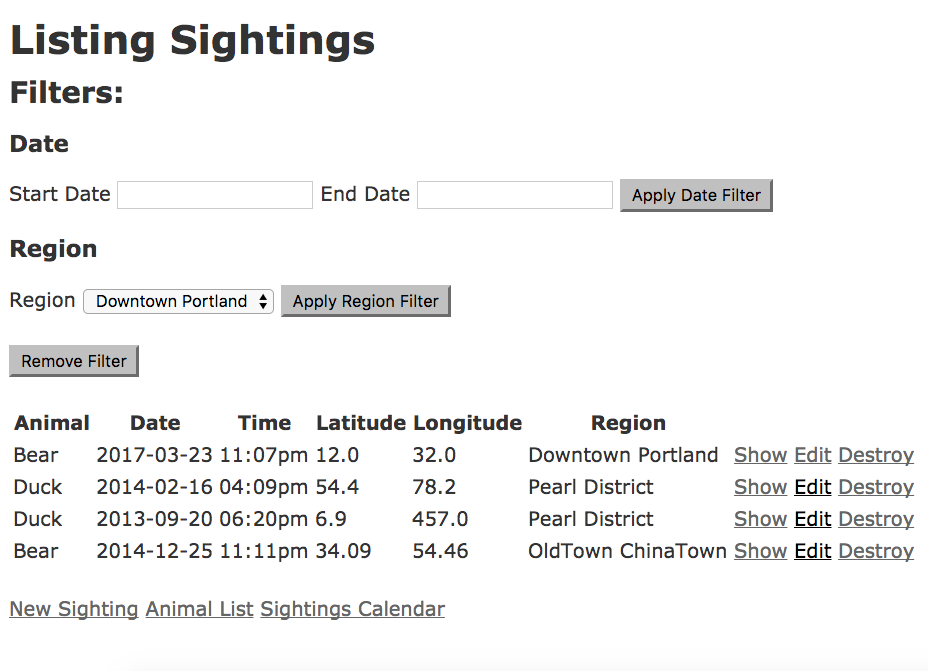 Listing Sightings
Filters:
Date
Start Date End Date Apply Date Filter
Region
Region Downtown Portland Apply Region Filter
Remove Filter
Animal Date Time Latitude Longitude Region
Bear 2017-03-23 11:07pm 12.0 32.0 Downtown Portland Show Edit Destroy
Duck 2014-02-16 04:09pm 54.4 78.2 Pearl District Show Edit Destroy
Duck 2013-09-20 06:20pm 6.9 457.0 Pearl District Show Edit Destroy
Bear 2014-12-25 11:11pm 34.09 54.46 OldTown ChinaTown Show Edit Destroy
New Sighting Animal List Sightings Calendar